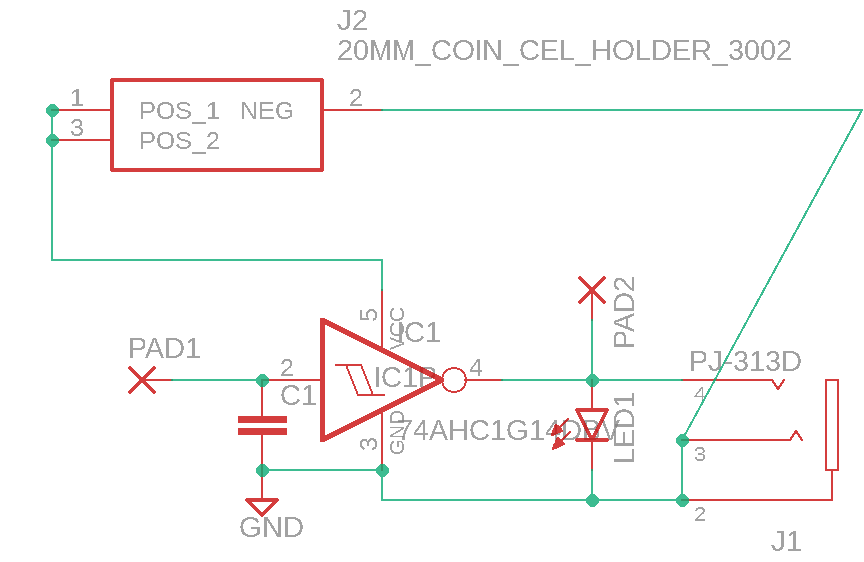 J2
20MM_COIN_CEL_HOLDER_3002
1
POS_1
NEG
2
3
POS_2
5
VCC
IC1
PAD2
PAD1
2
IC1P
4
PJ-313D
4
C1
3
GND
74AHC1G14DBV
LED1
3
GND
2
J1